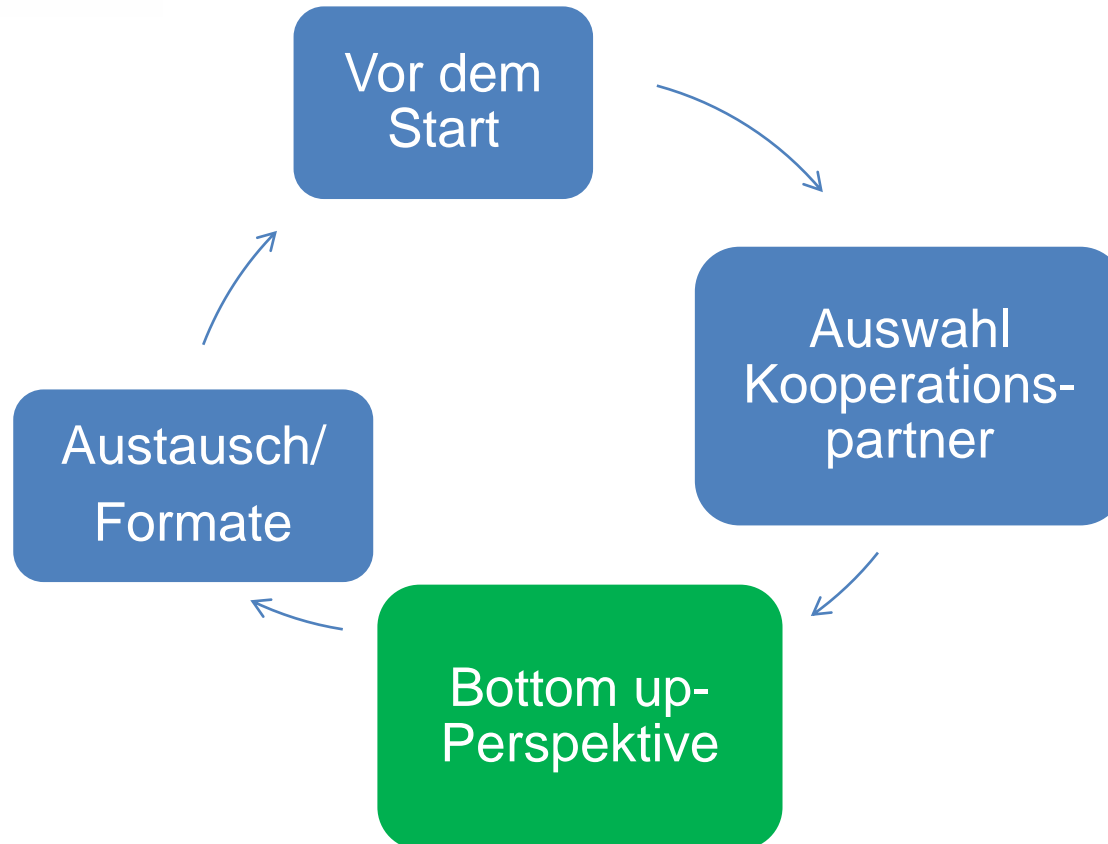 Vor dem
Start
Auswahl
Kooperations-
partner
Bottom up-
Perspektive
Austausch/
Formate